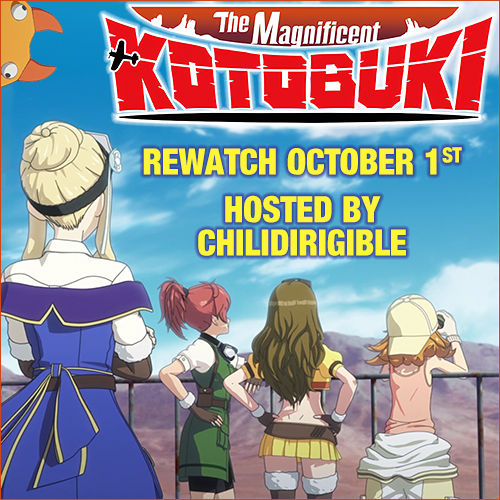 The Magnificent
KOTOBUKI
REWATCH OCTOBER 1ST
HOSTED BY
CHILIDIRIGIBLE